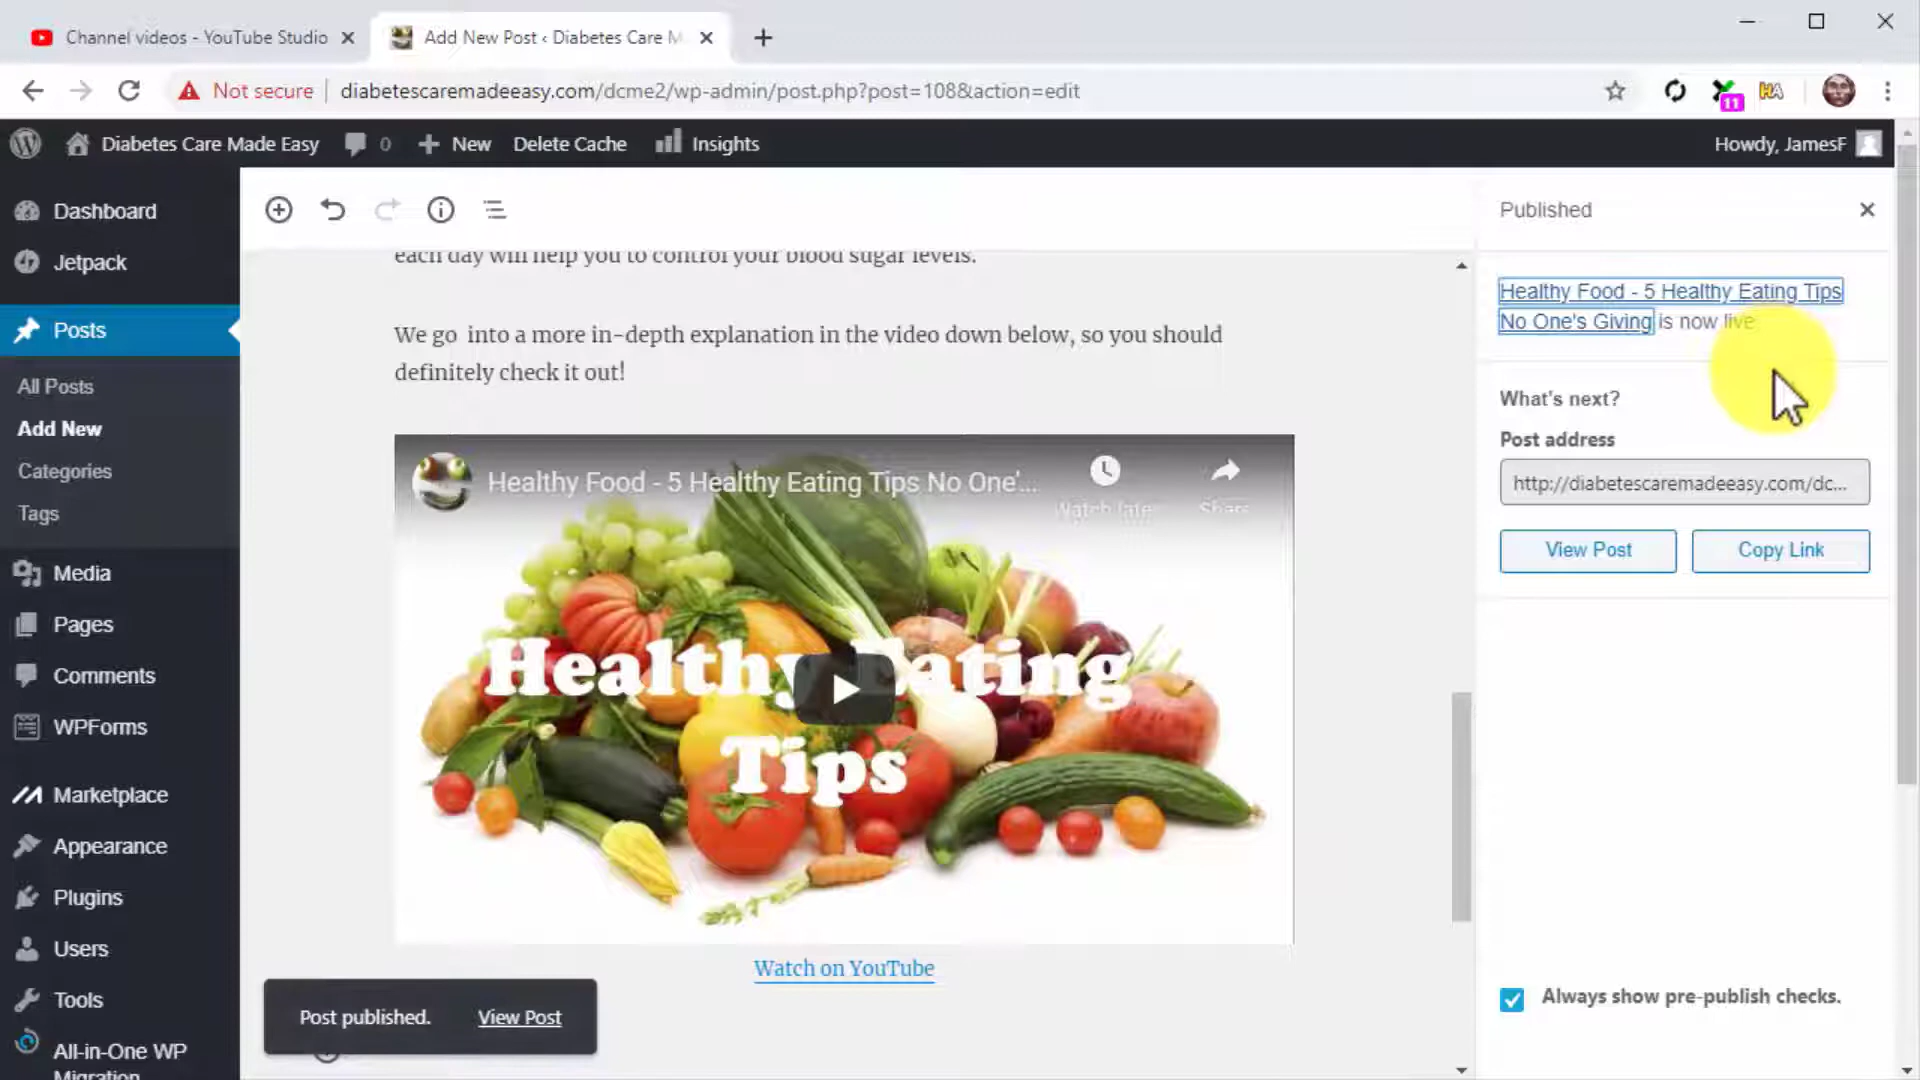 Channel videos - YouTube Studio
Add New Post ‹ Diabetes Care M
Not secure
diabetescaremadeeasy.com/dcme2/wp-admin/post.php?post=108&action=edit
11
HA
Diabetes Care Made Easy
0
New
Delete Cache
Insights
Howdy, JamesF
Dashboard
Jetpack
Posts
All Posts
Add New
Categories
Tags
Media
Pages
Comments
WPForms
Marketplace
Appearance
Plugins
Users
Tools
All-in-One WP
Migration
each day will help you to control your blood sugar levels.
We go into a more in-depth explanation in the video down below, so you should
definitely check it out!
Healthy Food - 5 Healthy Eating Tips No One'...
Watch later
Share
Healthy Eating
Tips
Watch on YouTube
Post published.
View Post
Published
Healthy Food - 5 Healthy Eating Tips
No One's Giving is now live
What's next?
Post address
http://diabetescaremadeeasy.com/dc...
View Post
Copy Link
Always show pre-publish checks.